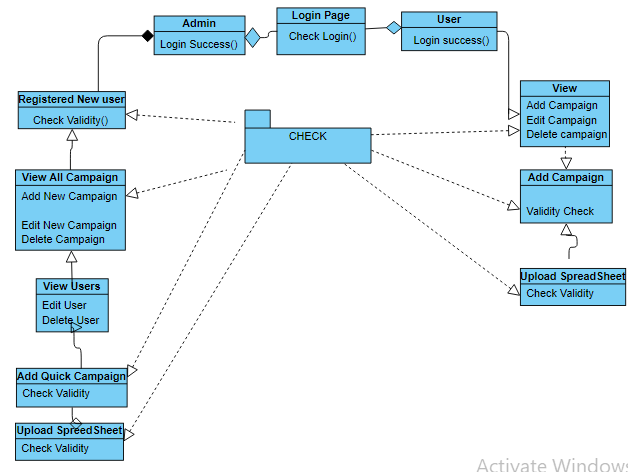 Login Page
Check Login()
Admin
Login Success()
User
Login success()
Registered New user
Check Validity()
View
Add Campaign
Edit Campaign
Delete campaign
CHECK
View All Campaign
Add New Campaign
Edit New Campaign
Delete Campaign
Add Campaign
Validity Check
View Users
Edit User
Delete User
Upload SpreadSheet
Check Validity
Add Quick Campaign
Check Validity
Upload SpreedSheet
Check Validity
Activate Windows